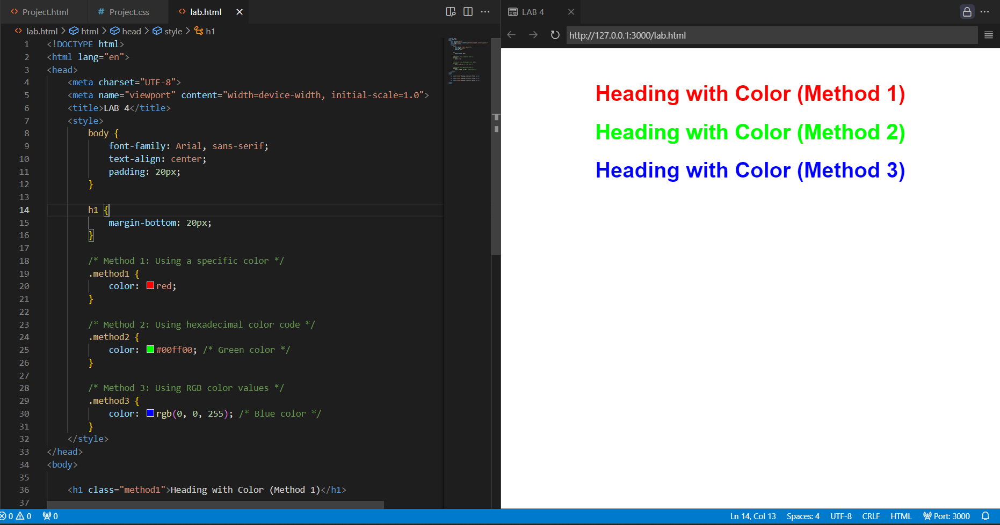 Project.html
# Project.css
lab.html
LAB 4
lab.html > html > head > style > h1
http://127.0.0.1:3000/lab.html
1 <!DOCTYPE html>
2 <html lang="en">
3 <head>
4 <meta charset="UTF-8">
5 <meta name="viewport" content="width=device-width, initial-scale=1.0">
6 <title>LAB 4</title>
7 <style>
8 body {
9 font-family: Arial, sans-serif;
10 text-align: center;
11 padding: 20px;
12 }
13
14 h1 {
15 margin-bottom: 20px;
16 }
17
18 /* Method 1: Using a specific color */
19 .method1 {
20 color: red;
21 }
22
23 /* Method 2: Using hexadecimal color code */
24 .method2 {
25 color: #00ff00; /* Green color */
26 }
27
28 /* Method 3: Using RGB color values */
29 .method3 {
30 color: rgb(0, 0, 255); /* Blue color */
31 }
32 </style>
33 </head>
34 <body>
35
36 <h1 class="method1">Heading with Color (Method 1)</h1>
37
Heading with Color (Method 1)
Heading with Color (Method 2)
Heading with Color (Method 3)
0 0 0
Ln 14, Col 13 Spaces: 4 UTF-8 CRLF HTML Port: 3000